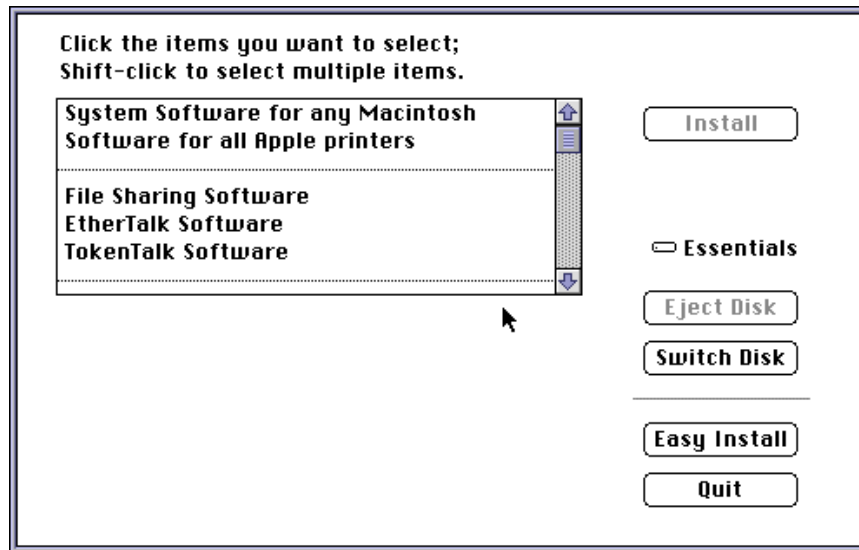 Click the items you want to select;
Shift-click to select multiple items.
System Software for any Macintosh
Software for all Apple printers
File Sharing Software
EtherTalk Software
TokenTalk Software
Install
Essentials
Eject Disk
Switch Disk
Easy Install
Quit